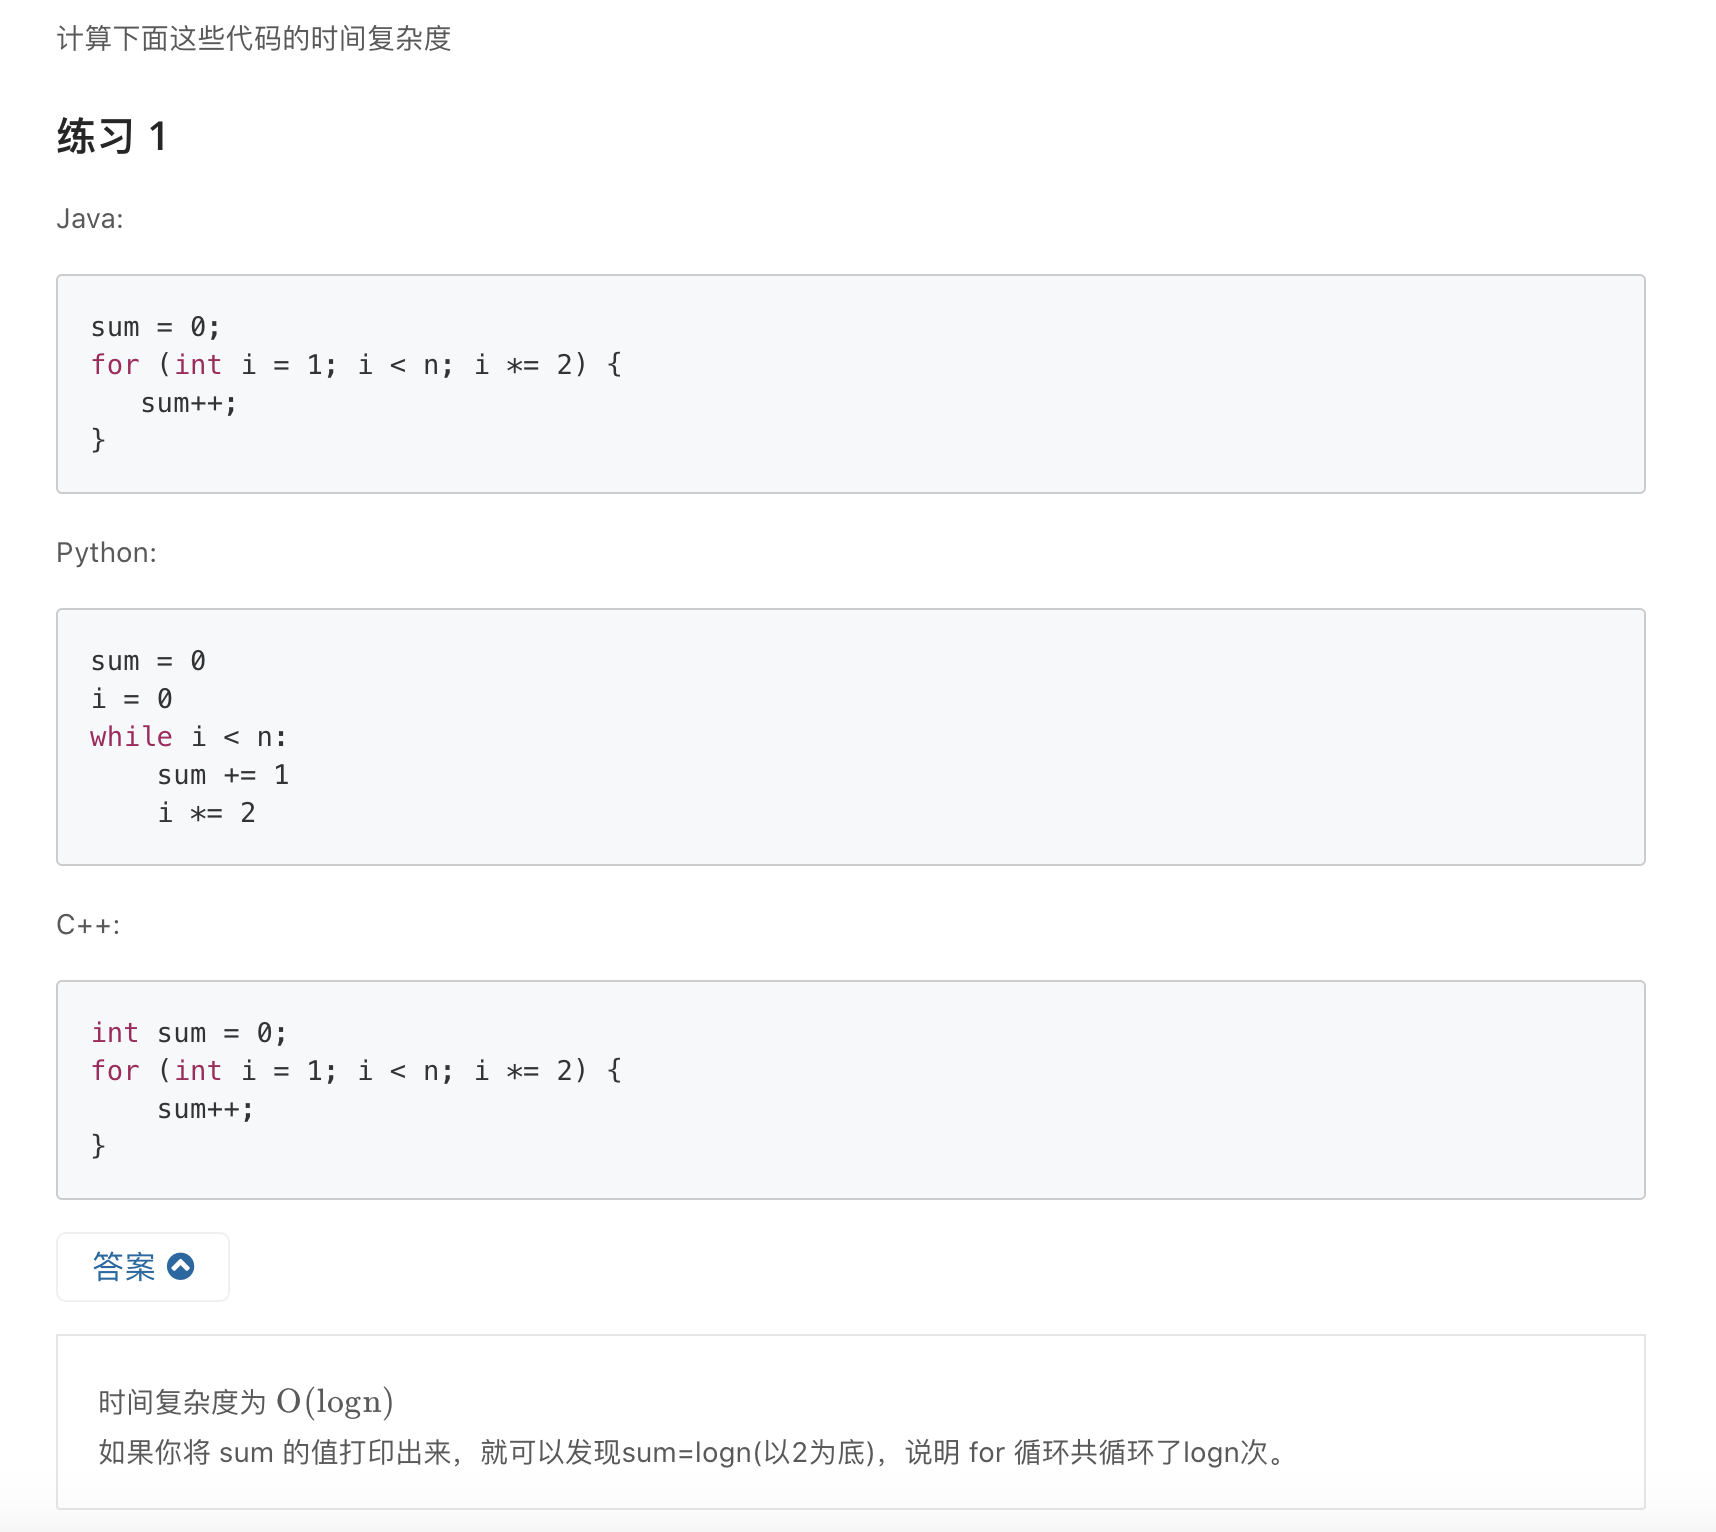 计算下面这些代码的时间复杂度
练习 1
Java:
sum = 0;
for (int i = 1; i < n; i *= 2) {
   sum++;
}
Python:
sum = 0
i = 0
while i < n:
    sum += 1
    i *= 2
C++:
int sum = 0;
for (int i = 1; i < n; i *= 2) {
    sum++;
}
答案
时间复杂度为 O(logn)
如果你将 sum 的值打印出来，就可以发现sum=logn(以2为底)，说明 for 循环共循环了logn次。